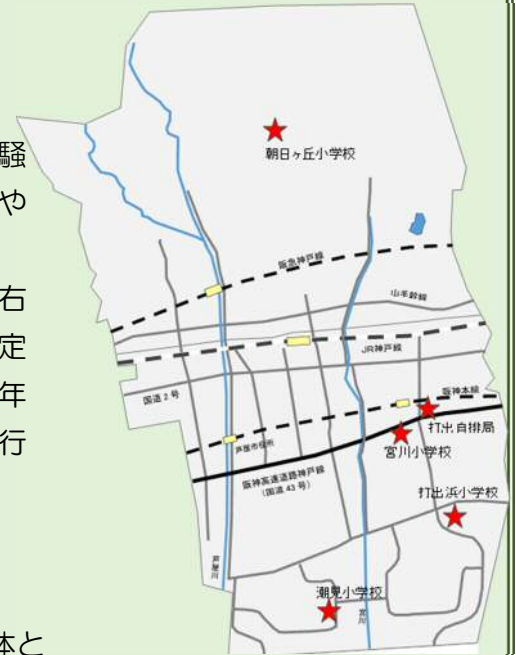 騒
や
右
定
年
行
体と
朝日ヶ丘小学校
阪急神戸線
山手幹線
JR神戸線
国道2号
阪神本線
打出自排局
芦屋市役所
宮川小学校
阪神高速道路神戸線
(国道43号)
打出浜小学校
芦屋川
潮見小学校
宮川